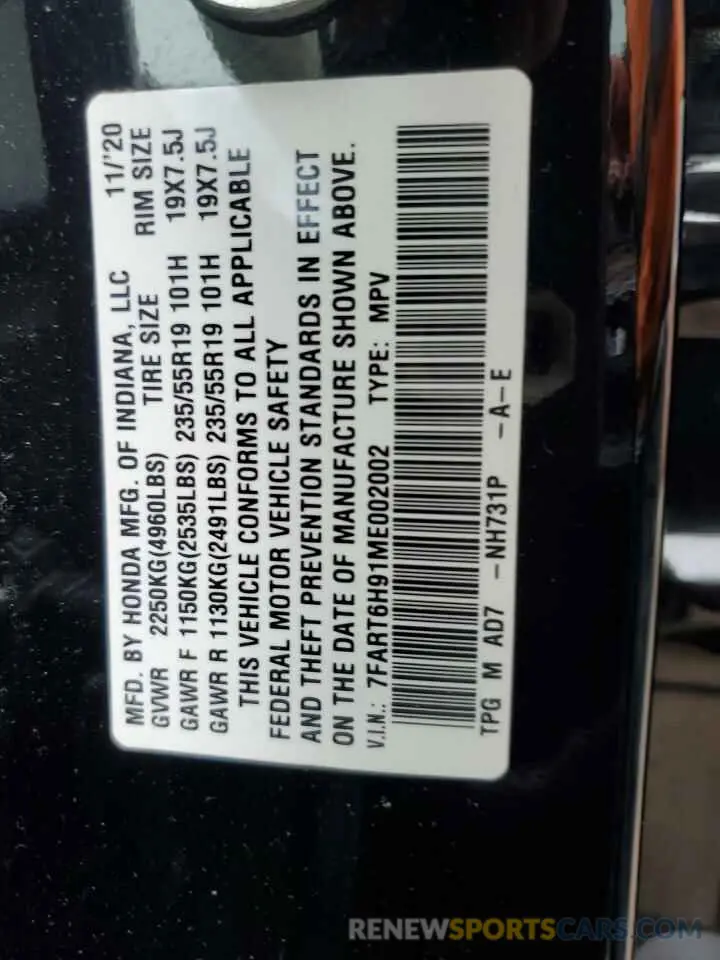 MFD. BY HONDA MFG. OF INDIANA, LLC 11/'20
GVWR 2250KG(4960LBS) TIRE SIZE RIM SIZE
GAWR F 1150KG(2535LBS) 235/55R19 101H 19X7.5J
GAWR R 1130KG(2491LBS) 235/55R19 101H 19X7.5J
THIS VEHICLE CONFORMS TO ALL APPLICABLE
FEDERAL MOTOR VEHICLE SAFETY
AND THEFT PREVENTION STANDARDS IN EFFECT
ON THE DATE OF MANUFACTURE SHOWN ABOVE.
V.I.N.: 7FART6H91ME002002 TYPE: MPV
TPG M AD7 -NH731P -A-E
RENEWSPORTSCARS.COM